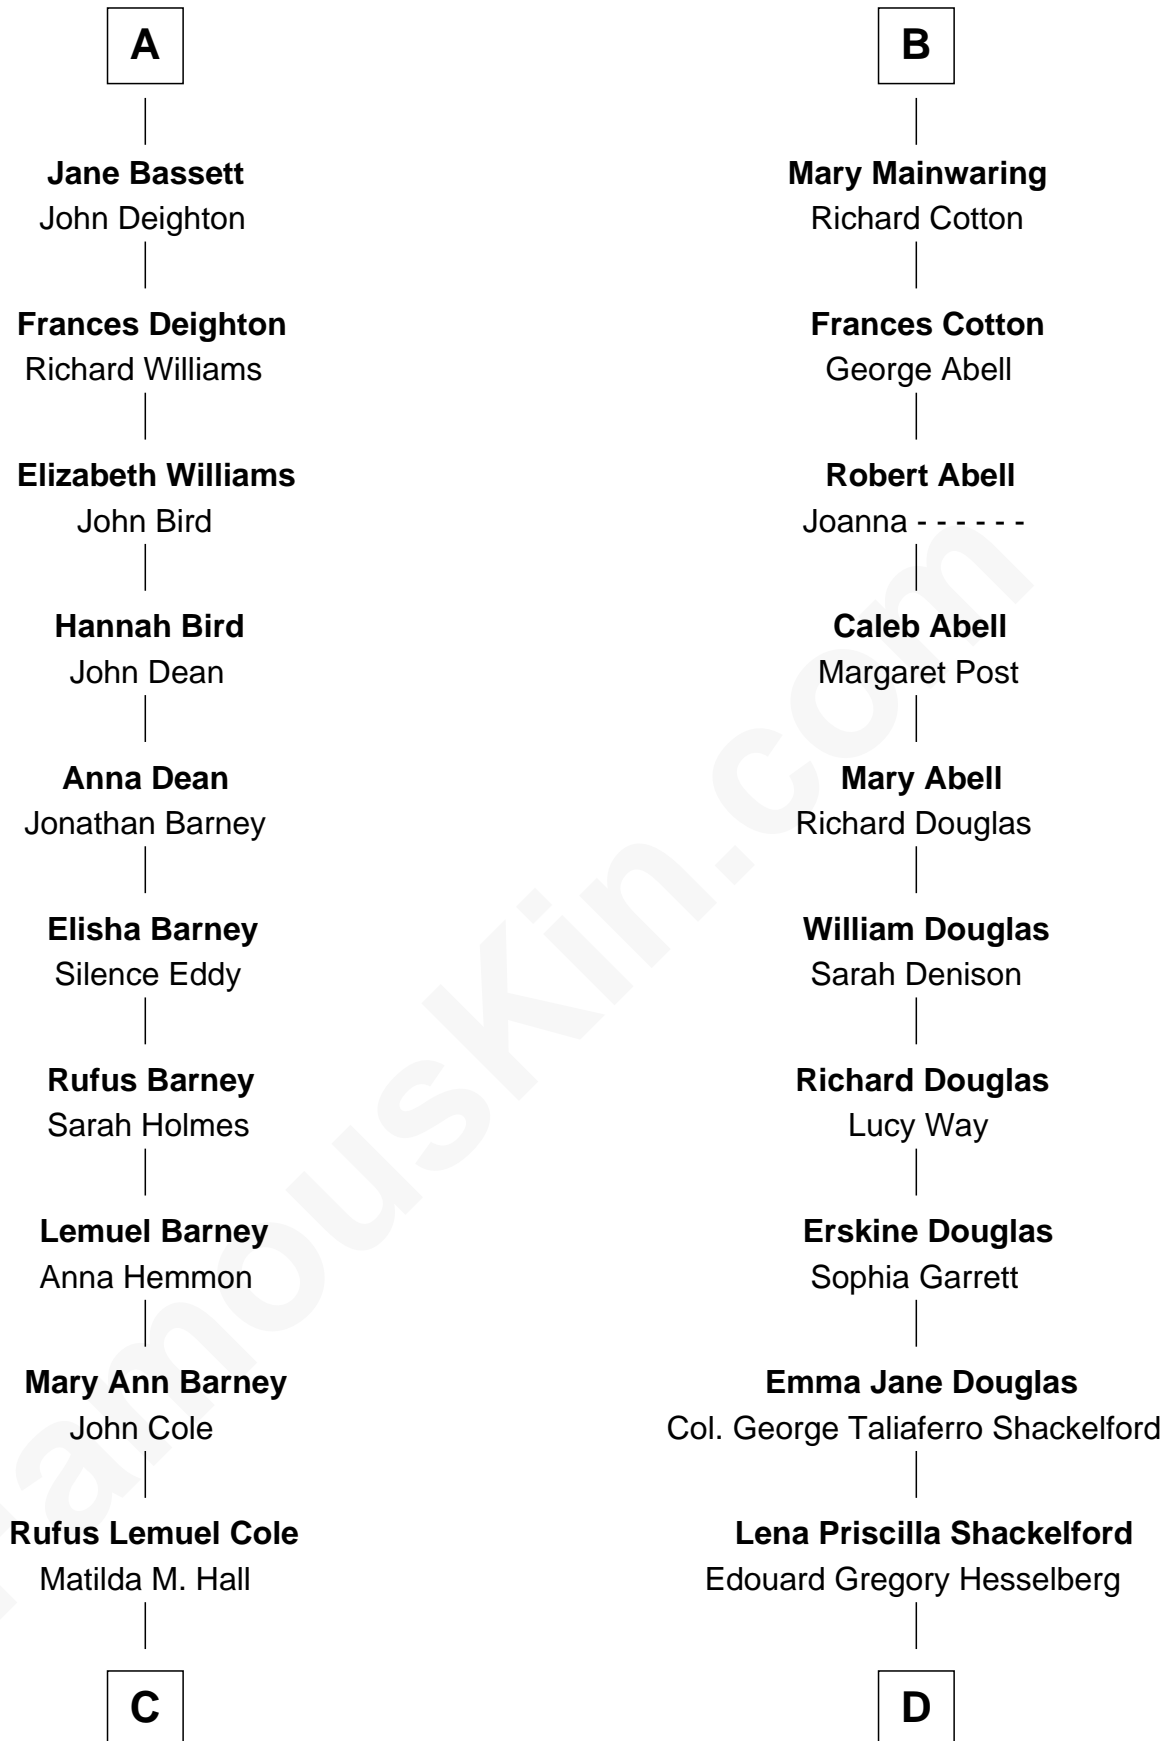 A
Jane Bassett
John Deighton
Frances Deighton
Richard Williams
Elizabeth Williams
John Bird
Hannah Bird
John Dean
Anna Dean
Jonathan Barney
Elisha Barney
Silence Eddy
Rufus Barney
Sarah Holmes
Lemuel Barney
Anna Hemmon
Mary Ann Barney
John Cole
Rufus Lemuel Cole
Matilda M. Hall
C
B
Mary Mainwaring
Richard Cotton
Frances Cotton
George Abell
Robert Abell
Joanna - - - - - -
Caleb Abell
Margaret Post
Mary Abell
Richard Douglas
William Douglas
Sarah Denison
Richard Douglas
Lucy Way
Erskine Douglas
Sophia Garrett
Emma Jane Douglas
Col. George Taliaferro Shackelford
Lena Priscilla Shackelford
Edouard Gregory Hesselberg
D
FamousKin.com